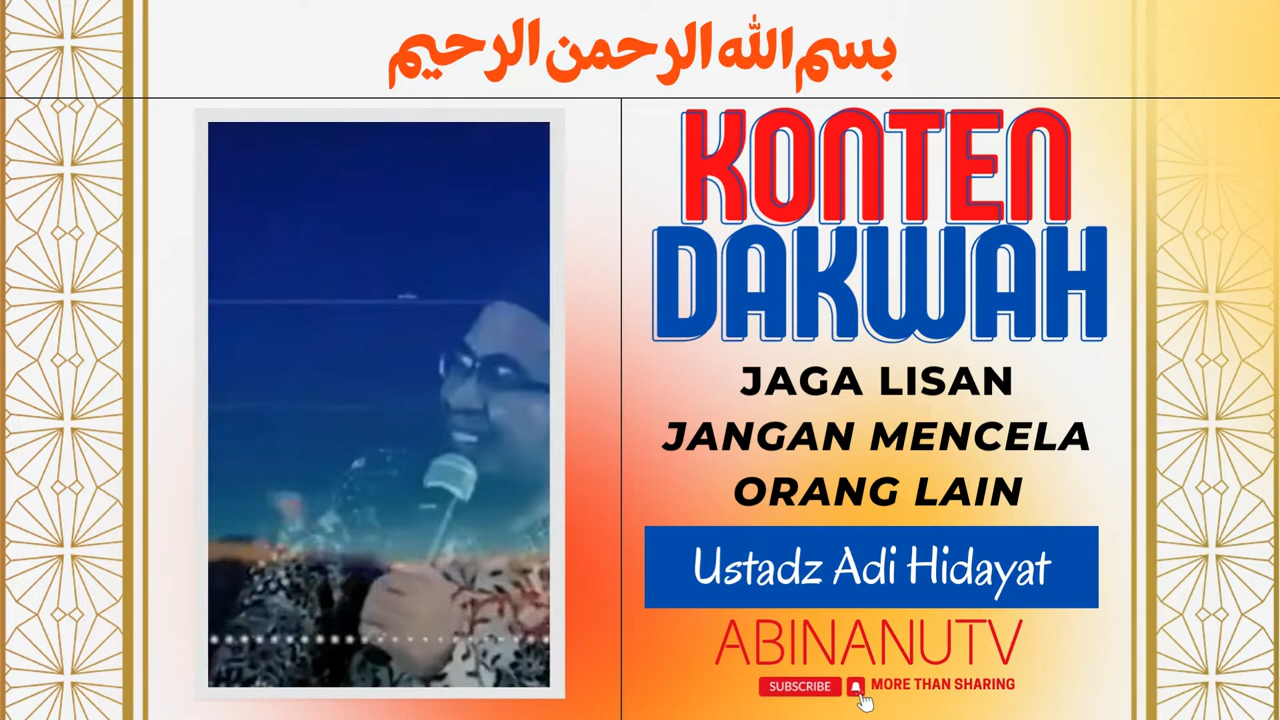 بسم الله الرحمن الرحيم
KONTEN
DAKWAH
JAGA LISAN
JANGAN MENCELA
ORANG LAIN
Ustadz Adi Hidayat
ABINANUTV
SUBSCRIBE MORE THAN SHARING